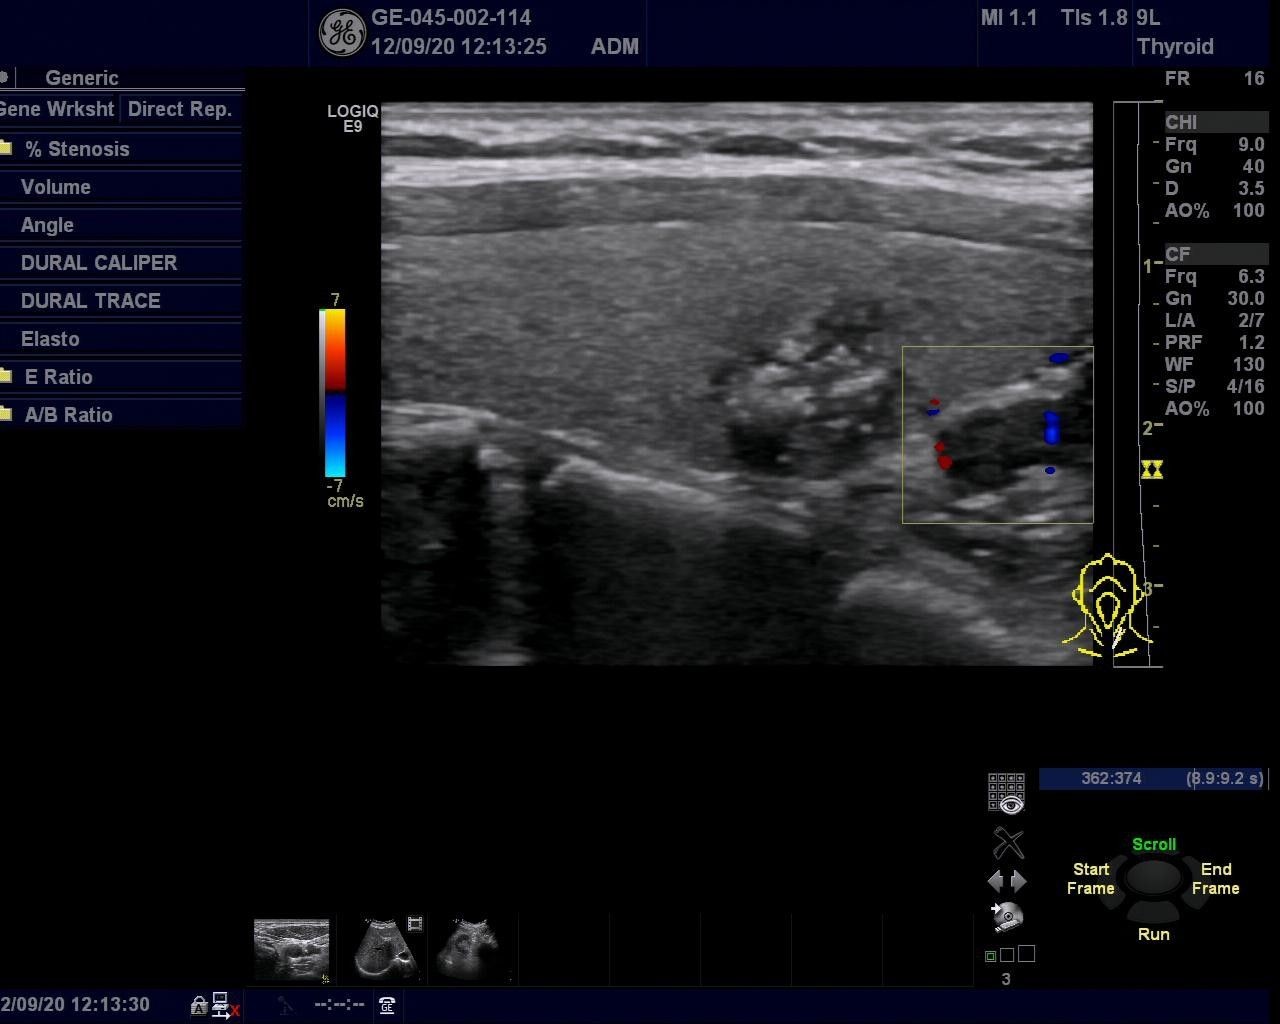 GE-045-002-114
12/09/20 12:13:25 ADM
MI 1.1 TIs 1.8 9L
Thyroid
Generic
Gene Wrksht Direct Rep.
% Stenosis
Volume
Angle
DURAL CALIPER
DURAL TRACE
Elasto
E Ratio
A/B Ratio
LOGIQ
E9
7
-7
cm/s
FR 16
CHI
Frq 9.0
Gn 40
D 3.5
AO% 100
CF
Frq 6.3
Gn 30.0
L/A 2/7
PRF 1.2
WF 130
S/P 4/16
AO% 100
1
2
3
362:374 (8.9:9.2 s)
Scroll
Start Frame
End Frame
Run
3
2/09/20 12:13:30
--:--:--
GE